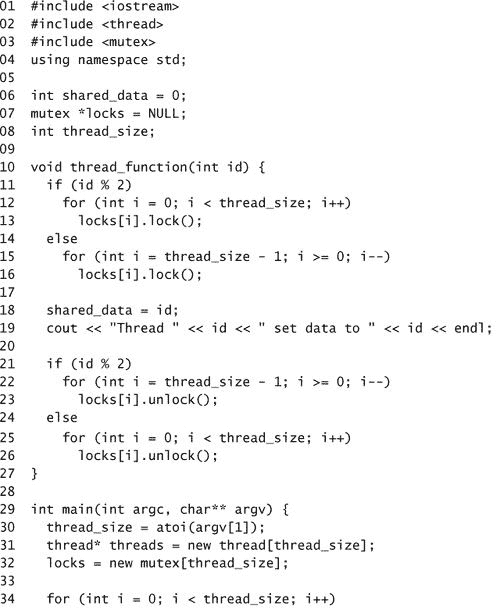 01 #include <iostream>
02 #include <thread>
03 #include <mutex>
04 using namespace std;
05
06 int shared_data = 0;
07 mutex *locks = NULL;
08 int thread_size;
09
10 void thread_function(int id) {
11   if (id % 2)
12     for (int i = 0; i < thread_size; i++)
13       locks[i].lock();
14   else
15     for (int i = thread_size - 1; i >= 0; i--)
16       locks[i].lock();
17
18   shared_data = id;
19   cout << "Thread " << id << " set data to " << id << endl;
20
21   if (id % 2)
22     for (int i = thread_size - 1; i >= 0; i--)
23       locks[i].unlock();
24   else
25     for (int i = 0; i < thread_size; i++)
26       locks[i].unlock();
27 }
28
29 int main(int argc, char** argv) {
30   thread_size = atoi(argv[1]);
31   thread* threads = new thread[thread_size];
32   locks = new mutex[thread_size];
33
34   for (int i = 0; i < thread_size; i++)